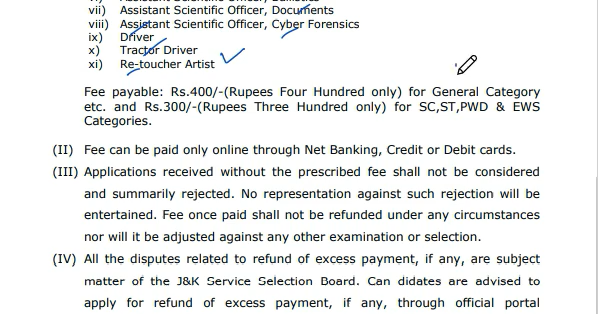 vii) Assistant Scientific Officer, Documents
viii) Assistant Scientific Officer, Cyber Forensics
ix) Driver
x) Tractor Driver
xi) Re-toucher Artist
Fee payable: Rs.400/-(Rupees Four Hundred only) for General Category
etc. and Rs.300/-(Rupees Three Hundred only) for SC,ST,PWD & EWS
Categories.
(II) Fee can be paid only online through Net Banking, Credit or Debit cards.
(III) Applications received without the prescribed fee shall not be considered
and summarily rejected. No representation against such rejection will be
entertained. Fee once paid shall not be refunded under any circumstances
nor will it be adjusted against any other examination or selection.
(IV) All the disputes related to refund of excess payment, if any, are subject
matter of the J&K Service Selection Board. Can didates are advised to
apply for refund of excess payment, if any, through official portal